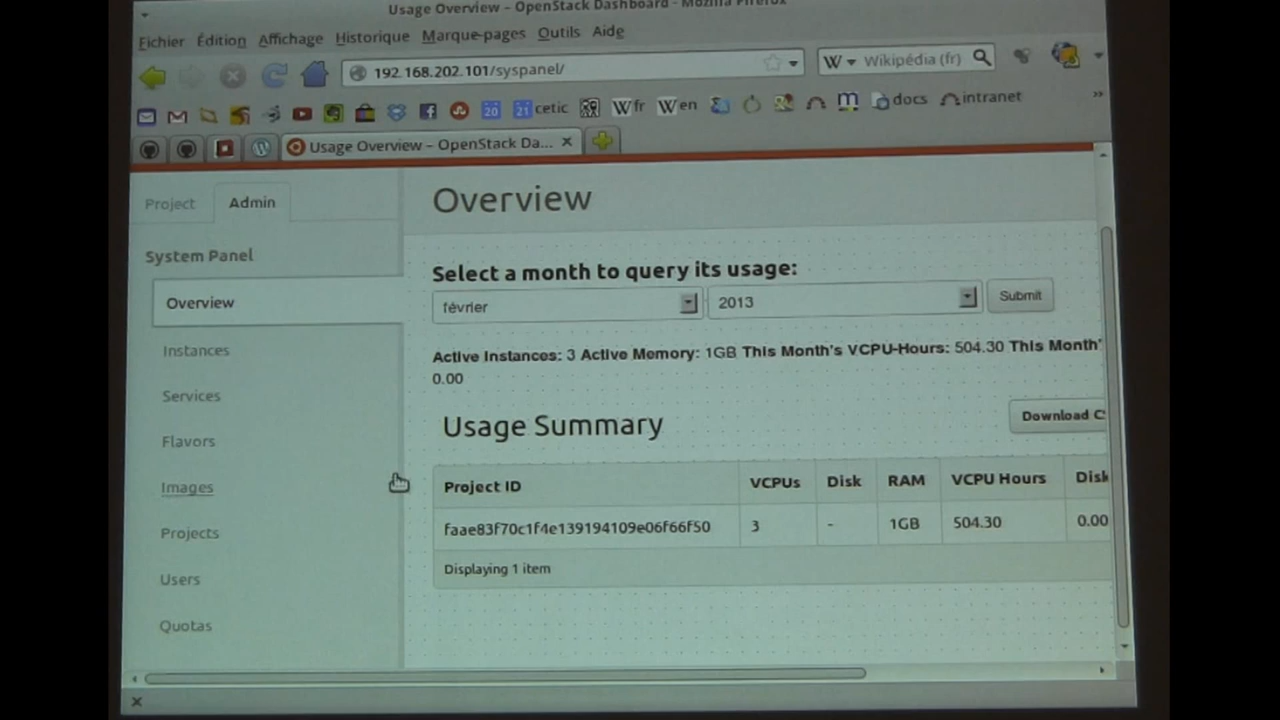 Usage Overview – OpenStack Dashboard - Mozilla Firefox
Fichier Édition Affichage Historique Marque-pages Outils Aide
192.168.202.101/syspanel/
W Wikipédia (fr)
20 21 cetic W fr W en docs intranet »
Usage Overview – OpenStack Da... ×
Project Admin
Overview
System Panel
Select a month to query its usage:
Overview
février 2013 Submit
Instances
Active Instances: 3 Active Memory: 1GB This Month's VCPU-Hours: 504.30 This Month'
0.00
Services
Usage Summary
Download C
Flavors
Project ID VCPUs Disk RAM VCPU Hours Disk
Images
faae83f70c1f4e139194109e06f66f50 3 - 1GB 504.30 0.00
Projects
Displaying 1 item
Users
Quotas